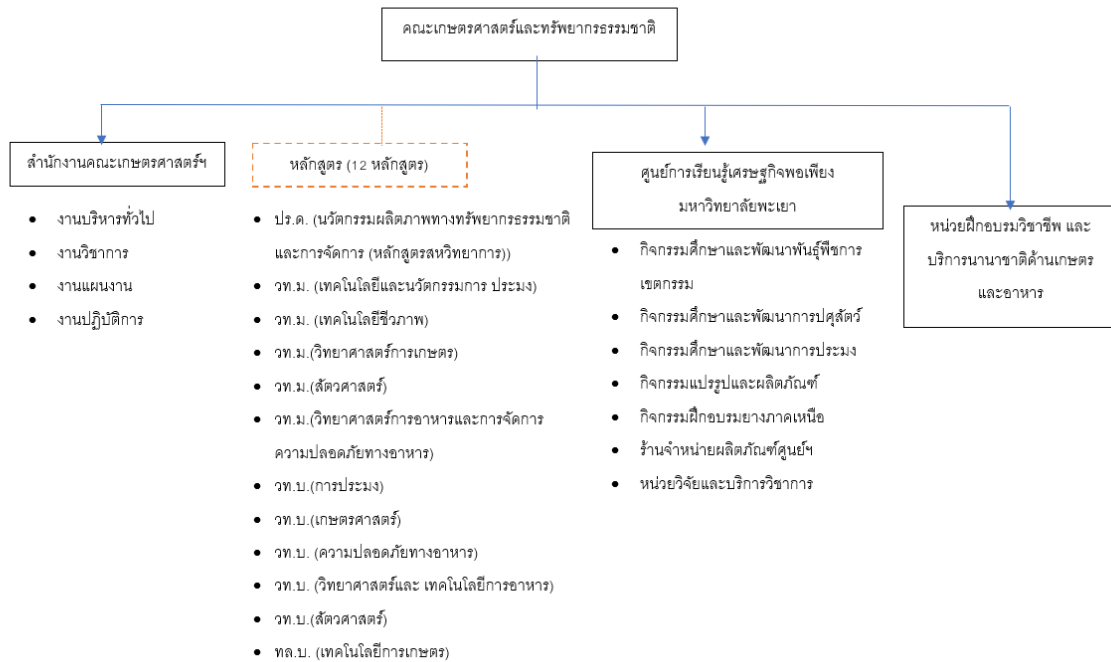 คณะเกษตรศาสตร์และทรัพยากรธรรมชาติ
สำนักงานคณะเกษตรศาสตร์ฯ
• งานบริหารทั่วไป
• งานวิชาการ
• งานแผนงาน
• งานปฏิบัติการ
หลักสูตร (12 หลักสูตร)
• ปร.ด. (นวัตกรรมผลิตภาพทางทรัพยากรธรรมชาติ
และการจัดการ (หลักสูตรสหวิทยาการ))
• วท.ม. (เทคโนโลยีและนวัตกรรมการ ประมง)
• วท.ม. (เทคโนโลยีชีวภาพ)
• วท.ม.(วิทยาศาสตร์การเกษตร)
• วท.ม.(สัตวศาสตร์)
• วท.ม.(วิทยาศาสตร์การอาหารและการจัดการ
ความปลอดภัยทางอาหาร)
• วท.บ.(การประมง)
• วท.บ.(เกษตรศาสตร์)
• วท.บ. (ความปลอดภัยทางอาหาร)
• วท.บ. (วิทยาศาสตร์และ เทคโนโลยีการอาหาร)
• วท.บ.(สัตวศาสตร์)
• ทล.บ. (เทคโนโลยีการเกษตร)
ศูนย์การเรียนรู้เศรษฐกิจพอเพียง
มหาวิทยาลัยพะเยา
• กิจกรรมศึกษาและพัฒนาพันธุ์พืชการ
เขตกรรม
• กิจกรรมศึกษาและพัฒนาการปศุสัตว์
• กิจกรรมศึกษาและพัฒนาการประมง
• กิจกรรมแปรรูปและผลิตภัณฑ์
• กิจกรรมฝึกอบรมยางภาคเหนือ
• ร้านจำหน่ายผลิตภัณฑ์ศูนย์ฯ
• หน่วยวิจัยและบริการวิชาการ
หน่วยฝึกอบรมวิชาชีพ และ
บริการนานาชาติด้านเกษตร
และอาหาร